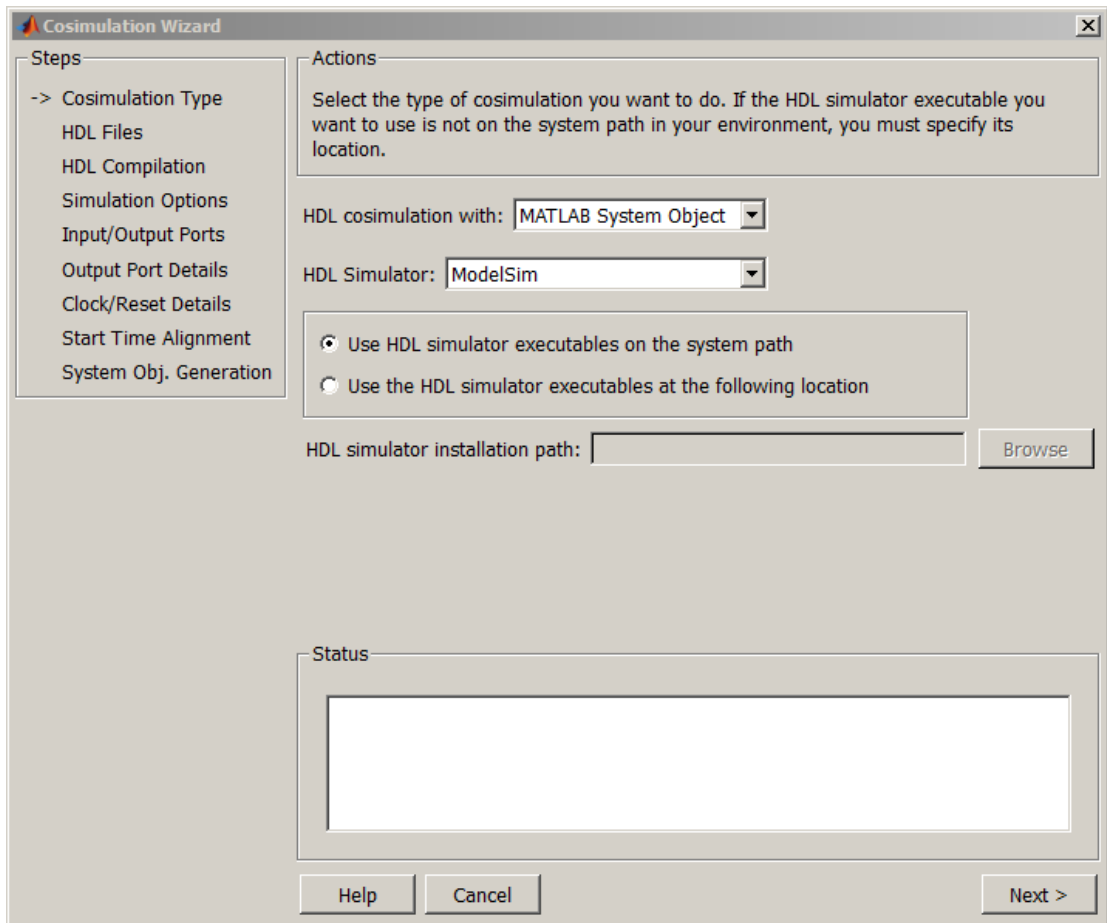 Cosimulation Wizard
Steps
-> Cosimulation Type
HDL Files
HDL Compilation
Simulation Options
Input/Output Ports
Output Port Details
Clock/Reset Details
Start Time Alignment
System Obj. Generation
Actions
Select the type of cosimulation you want to do. If the HDL simulator executable you
want to use is not on the system path in your environment, you must specify its
location.
HDL cosimulation with: MATLAB System Object
HDL Simulator: ModelSim
Use HDL simulator executables on the system path
Use the HDL simulator executables at the following location
HDL simulator installation path: Browse
Status
Help Cancel Next >